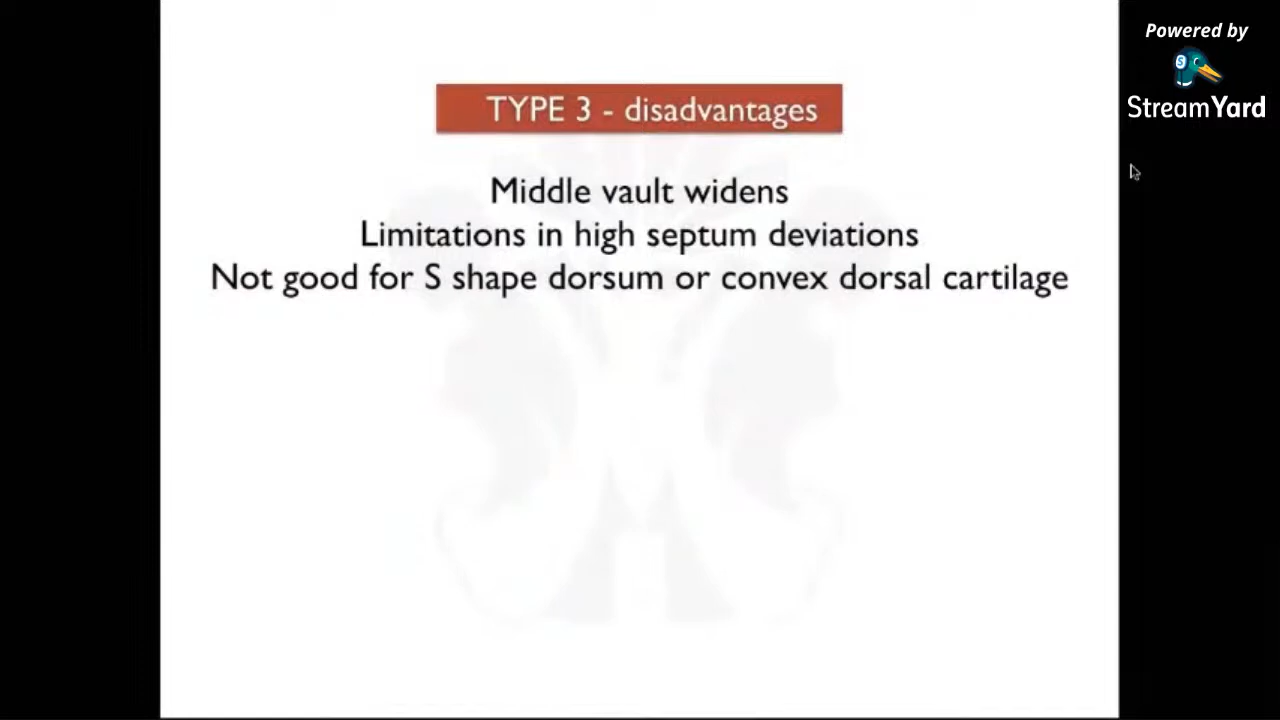 Powered by
StreamYard
TYPE 3 - disadvantages
Middle vault widens
Limitations in high septum deviations
Not good for S shape dorsum or convex dorsal cartilage